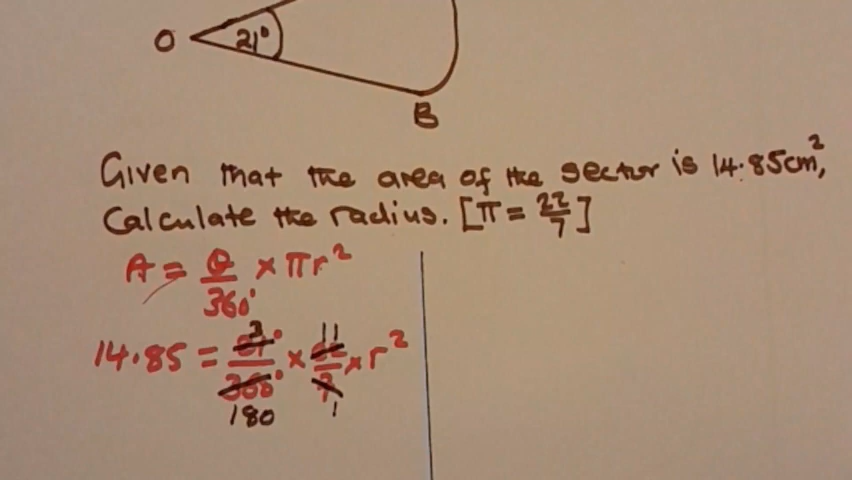 O 21°
B
Given that the area of the sector is 14.85cm²,
Calculate the radius. [π = 22/7]
A = θ/360° × πr²
3 11
14.85 = 21°/360° × 22/7 × r²
180 1